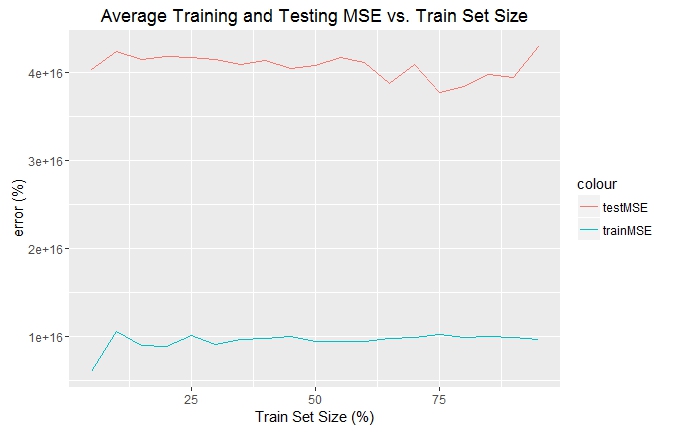 Average Training and Testing MSE vs. Train Set Size
4e+16
3e+16
2e+16
1e+16
error (%)
25
50
75
Train Set Size (%)
colour
testMSE
trainMSE